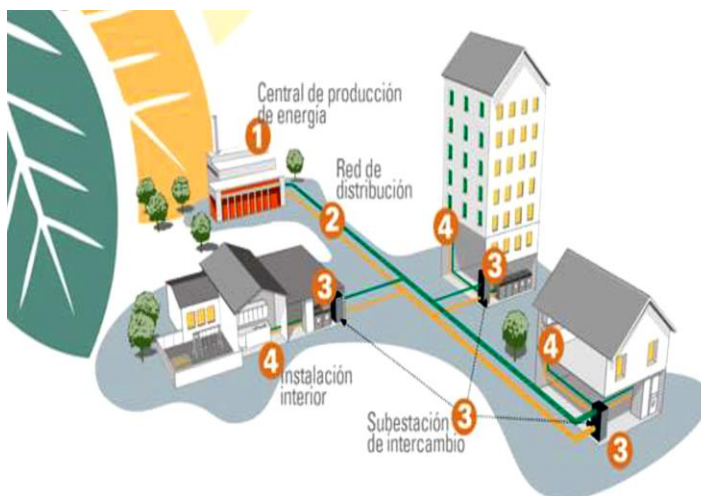 Central de producción
de energía
1
Red de
distribución
2
4
3
3
4
Instalación
interior
4
Subestación
de intercambio
3
3